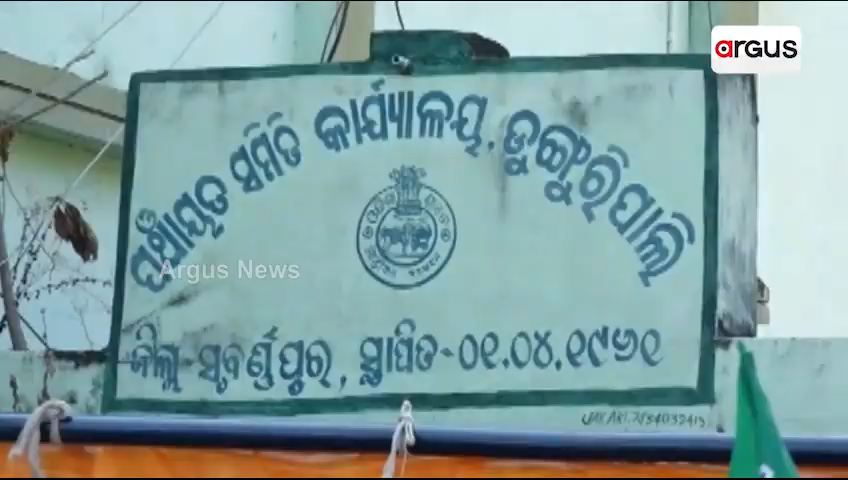 argus
ପଞ୍ଚାୟତ ସମିତି କାର୍ଯ୍ୟାଳୟ, ଡୁଙ୍ଗୁରିପାଲି
Argus News
ଜିଲ୍ଲା-ସୁବର୍ଣ୍ଣପୁର, ସ୍ଥାପିତ-୦୧.୦୪.୧୯୬୧